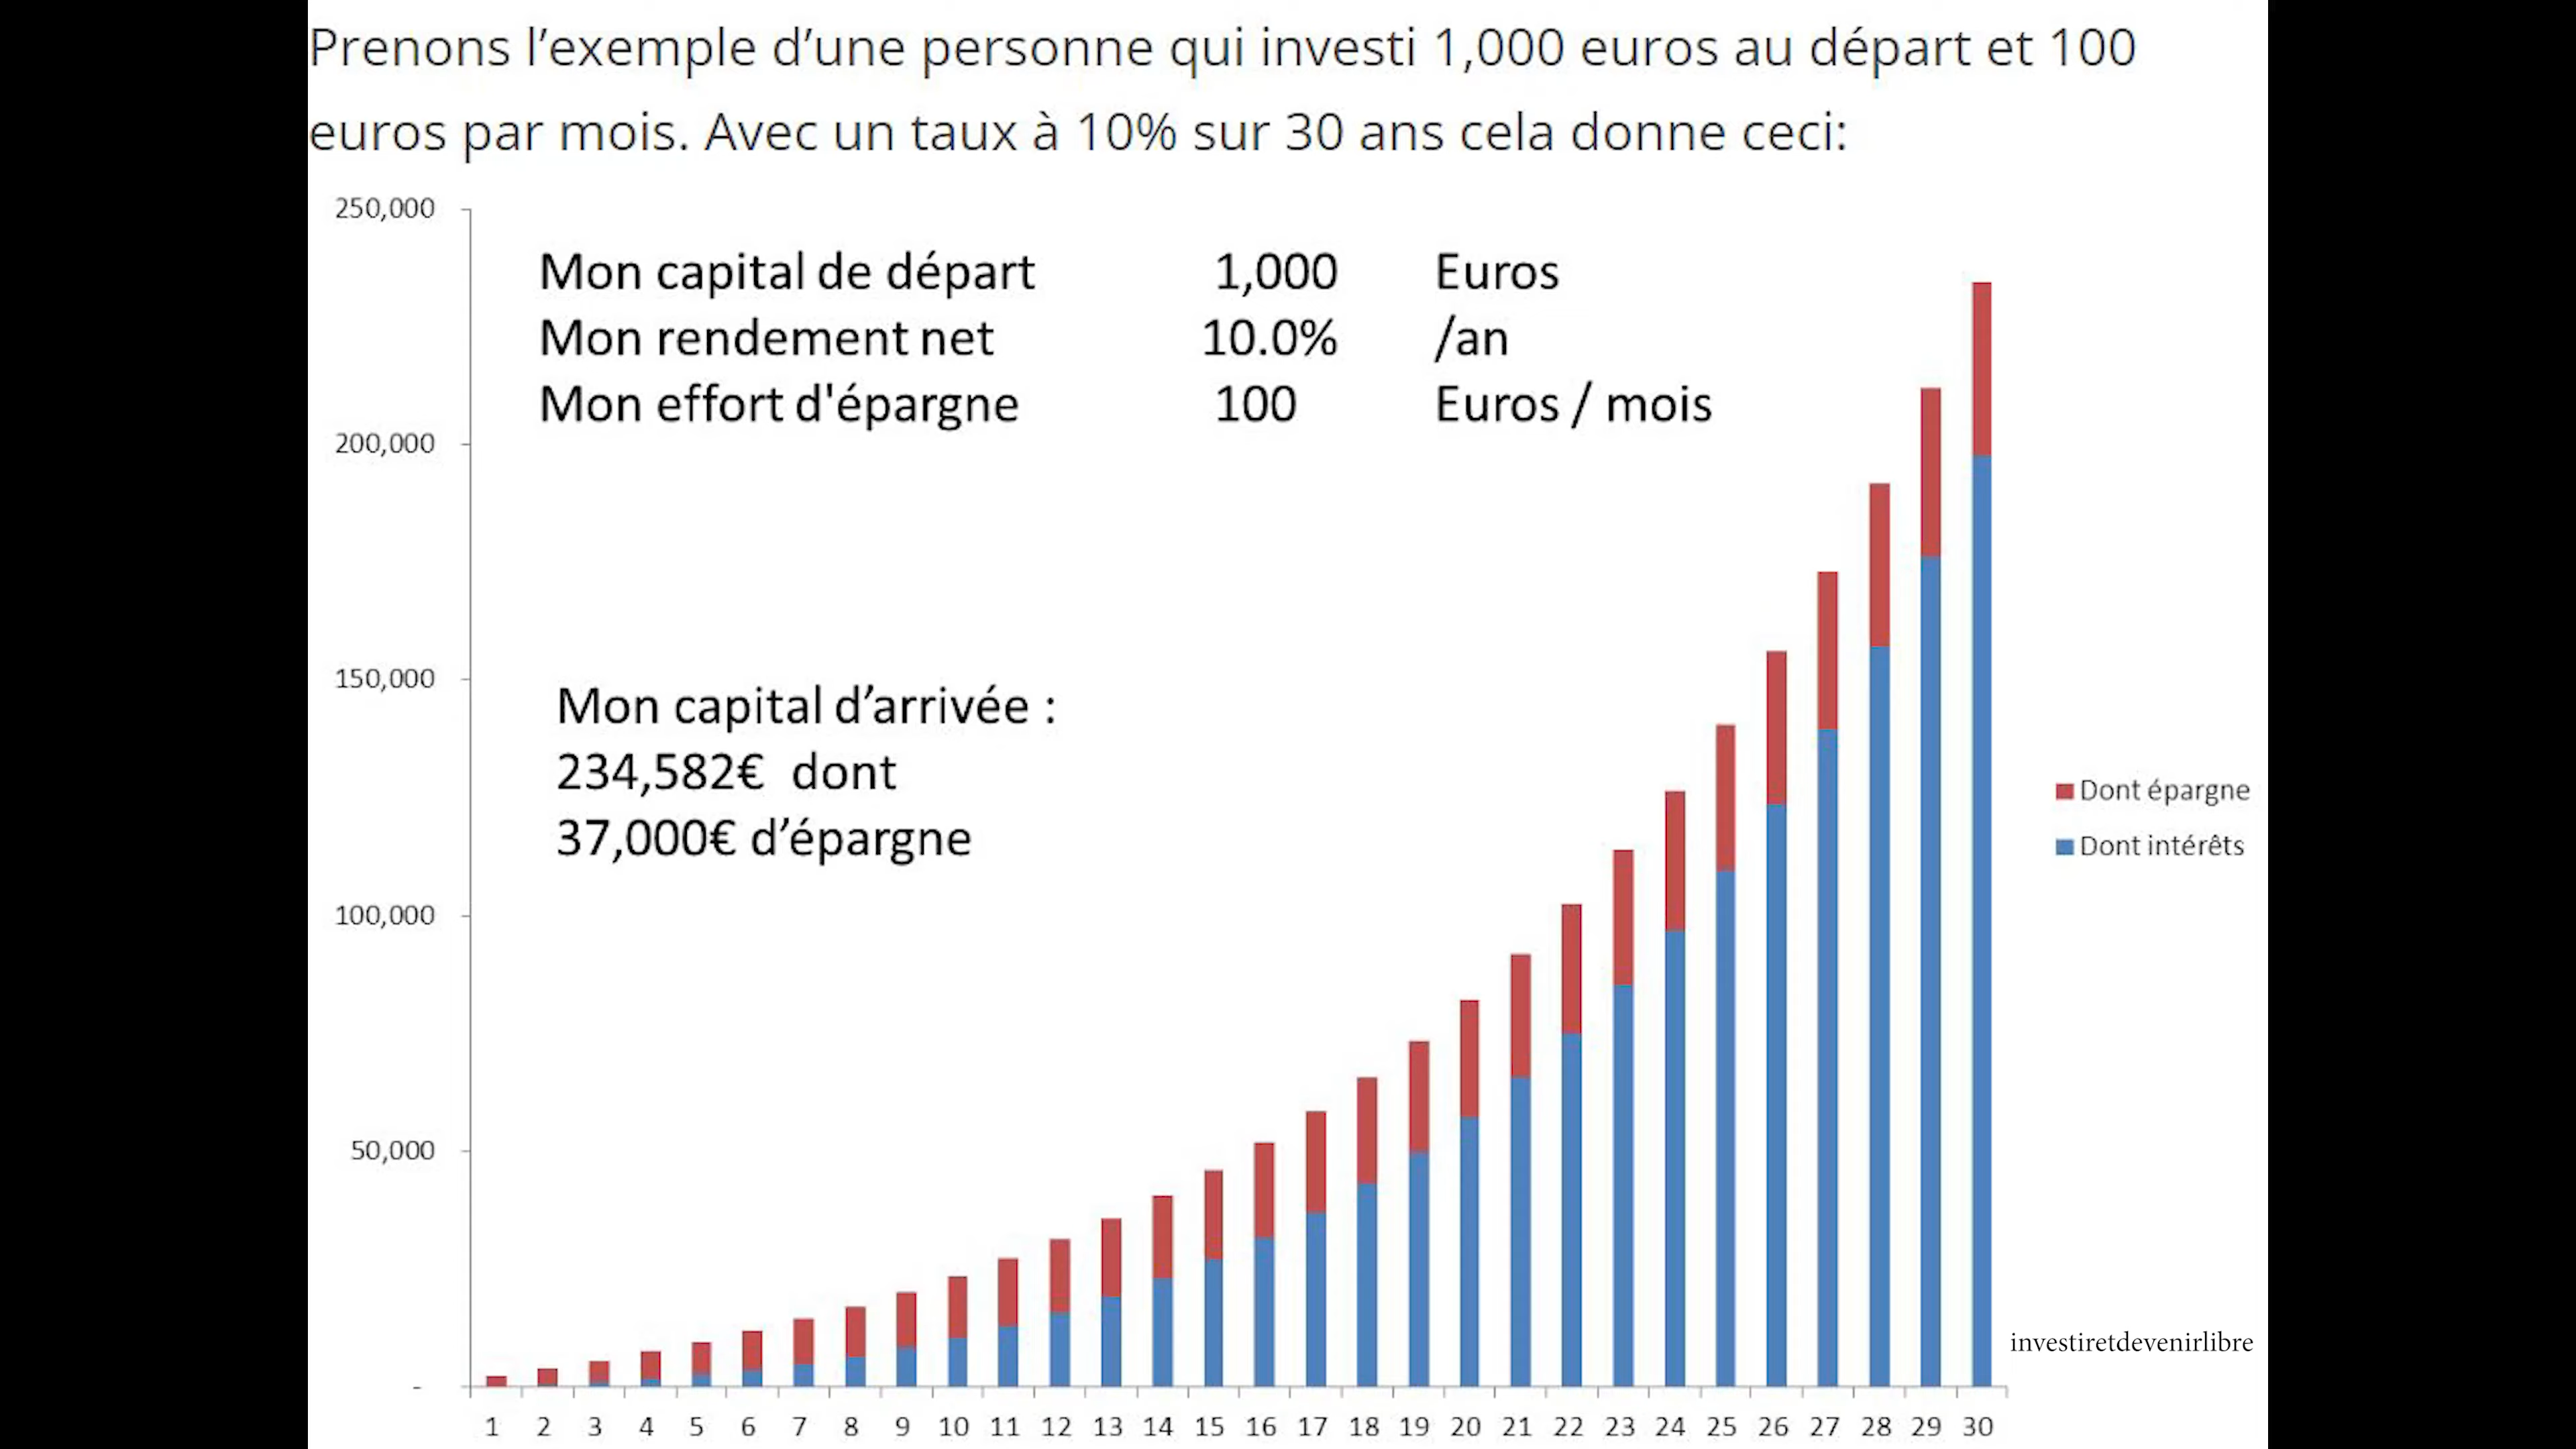 Prenons l’exemple d’une personne qui investi 1,000 euros au départ et 100
euros par mois. Avec un taux à 10% sur 30 ans cela donne ceci:
250,000
Mon capital de départ 1,000 Euros
Mon rendement net 10.0% /an
Mon effort d'épargne 100 Euros / mois
200,000
150,000
Mon capital d’arrivée :
234,582€ dont
37,000€ d’épargne
Dont épargne
Dont intérêts
100,000
50,000
investiretdevenirlibre
-
1 2 3 4 5 6 7 8 9 10 11 12 13 14 15 16 17 18 19 20 21 22 23 24 25 26 27 28 29 30